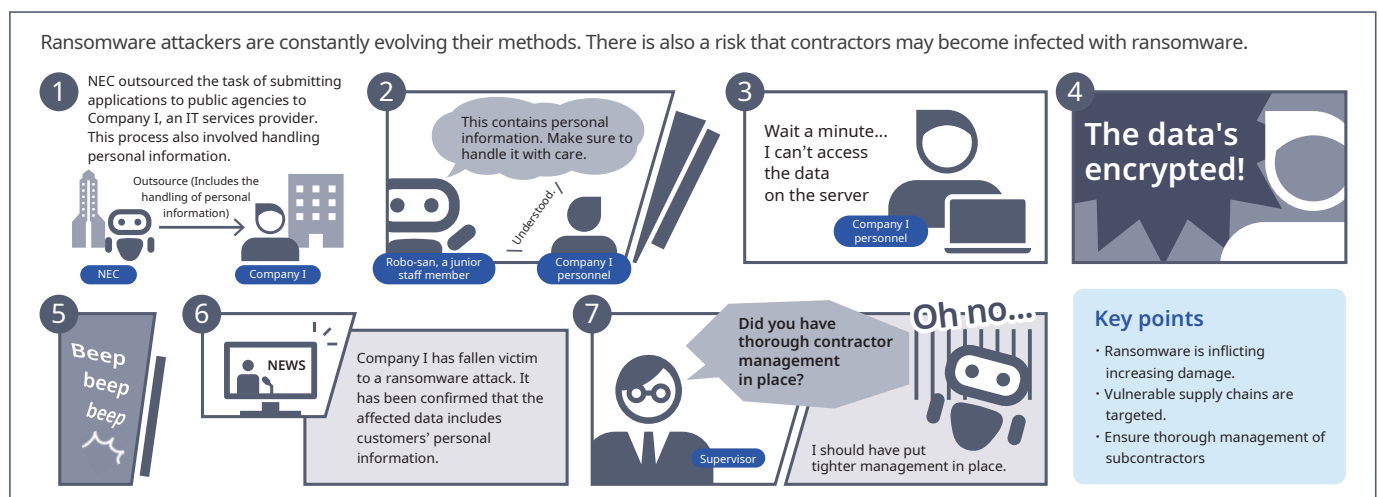 Ransomware attackers are constantly evolving their methods. There is also a risk that contractors may become infected with ransomware.
1
NEC outsourced the task of submitting
applications to public agencies to
Company I, an IT services provider.
This process also involved handling
personal information.
Outsource (Includes the
handling of personal
information)
NEC
Company I
2
This contains personal
information. Make sure to
handle it with care.
Understood.
Robo-san, a junior
staff member
Company I
personnel
3
Wait a minute...
I can't access
the data
on the server
Company I
personnel
4
The data's
encrypted!
5
Beep
beep
beep
6
NEWS
Company I has fallen victim
to a ransomware attack. It
has been confirmed that the
affected data includes
customers' personal
information.
7
Did you have
thorough contractor
management
in place?
Supervisor
Oh no...
I should have put
tighter management in place.
Key points
・Ransomware is inflicting
increasing damage.
・Vulnerable supply chains are
targeted.
・Ensure thorough management of
subcontractors